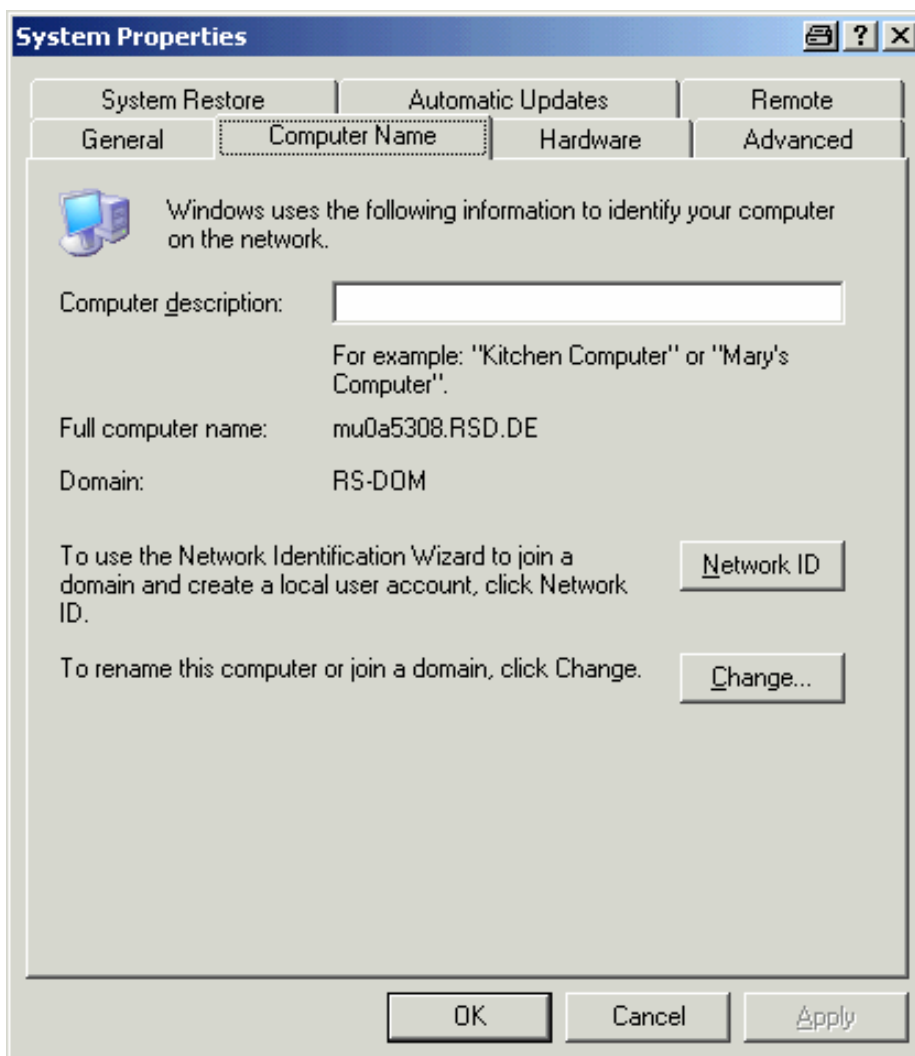 System Properties
System Restore Automatic Updates Remote
General Computer Name Hardware Advanced
Windows uses the following information to identify your computer
on the network.
Computer description:
For example: "Kitchen Computer" or "Mary's
Computer".
Full computer name: mu0a5308.RSD.DE
Domain: RS-DOM
To use the Network Identification Wizard to join a
domain and create a local user account, click Network
ID.
Network ID
To rename this computer or join a domain, click Change.
Change...
OK Cancel Apply